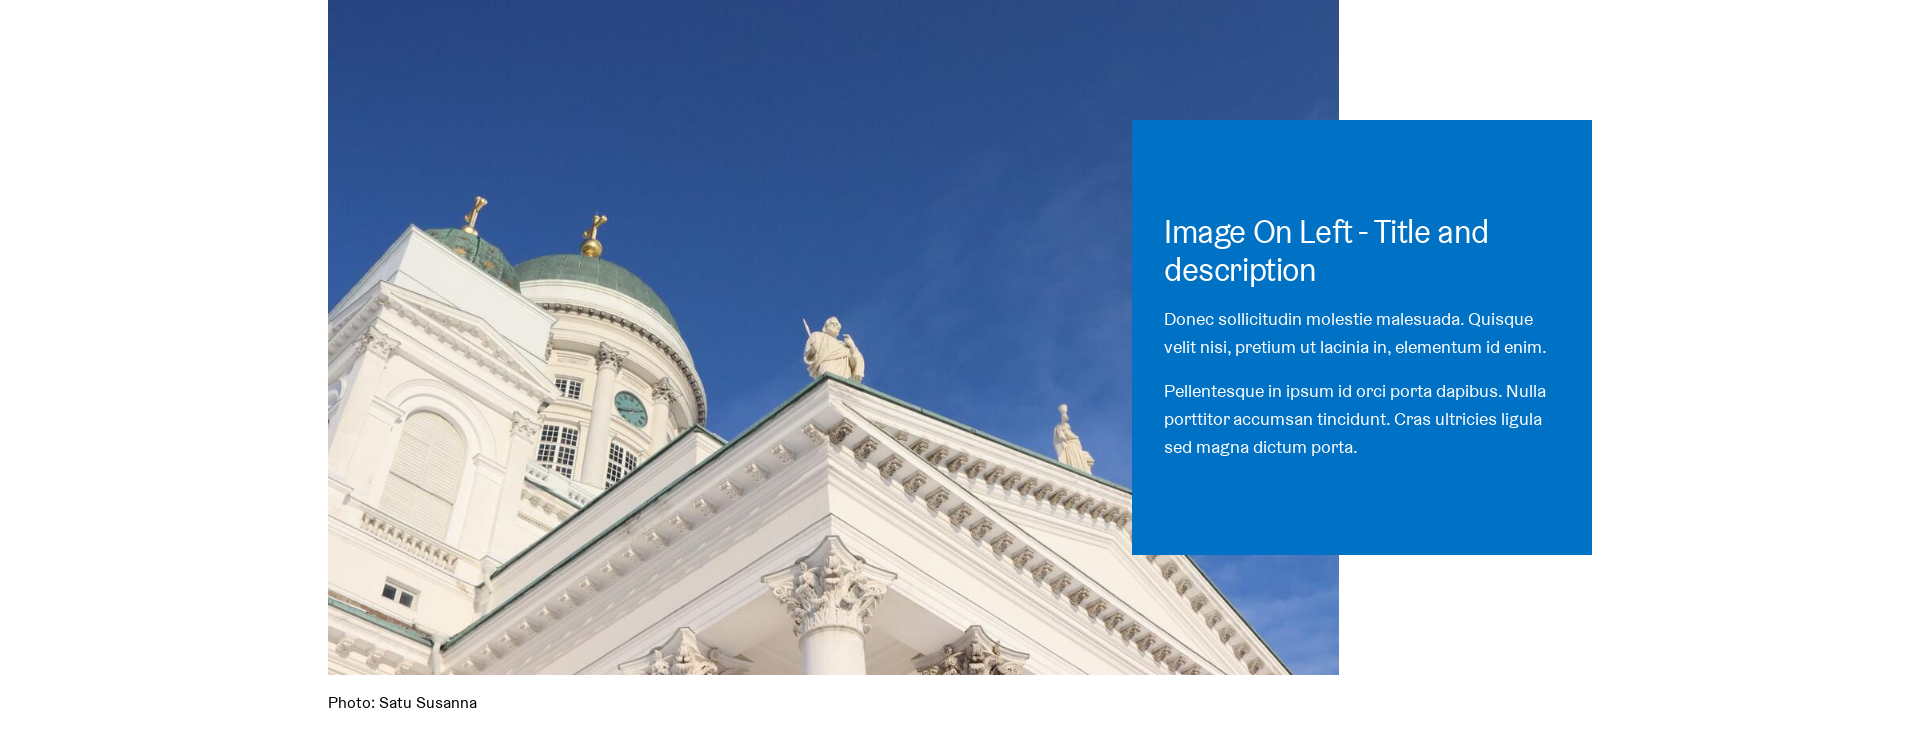 Image On Left - Title and
description
Donec sollicitudin molestie malesuada. Quisque
velit nisi, pretium ut lacinia in, elementum id enim.
Pellentesque in ipsum id orci porta dapibus. Nulla
porttitor accumsan tincidunt. Cras ultricies ligula
sed magna dictum porta.
Photo: Satu Susanna